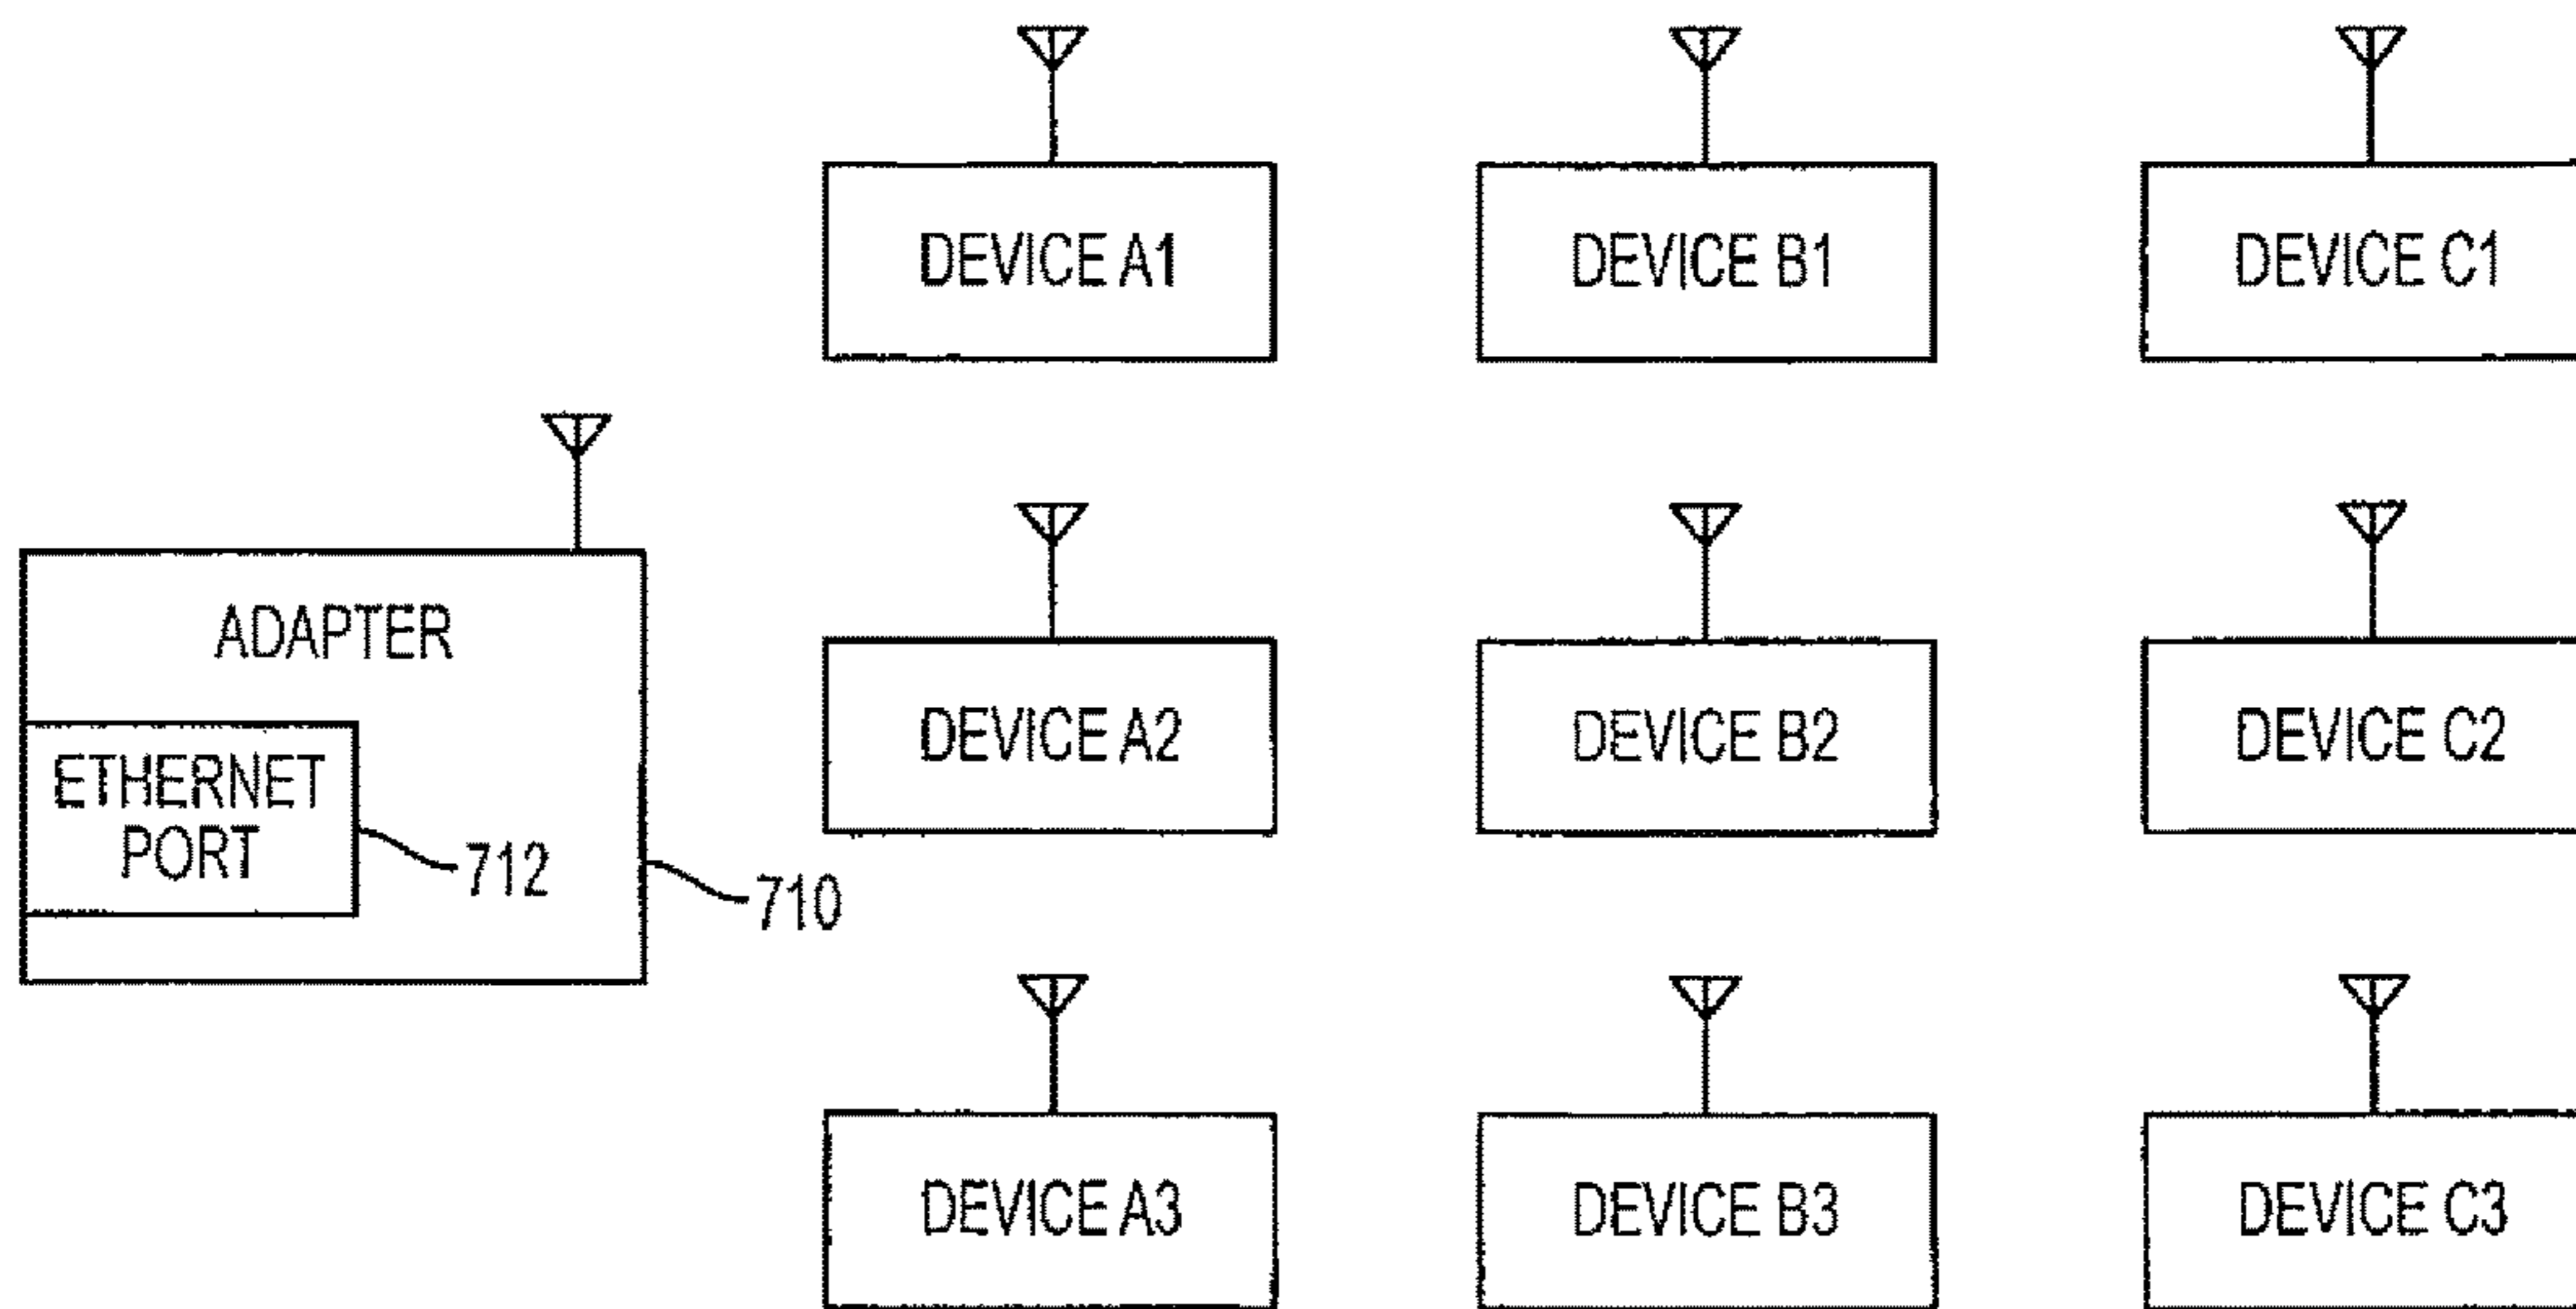 DEVICE A1
DEVICE B1
DEVICE C1
ADAPTER
ETHERNET
PORT
712
710
DEVICE A2
DEVICE B2
DEVICE C2
DEVICE A3
DEVICE B3
DEVICE C3